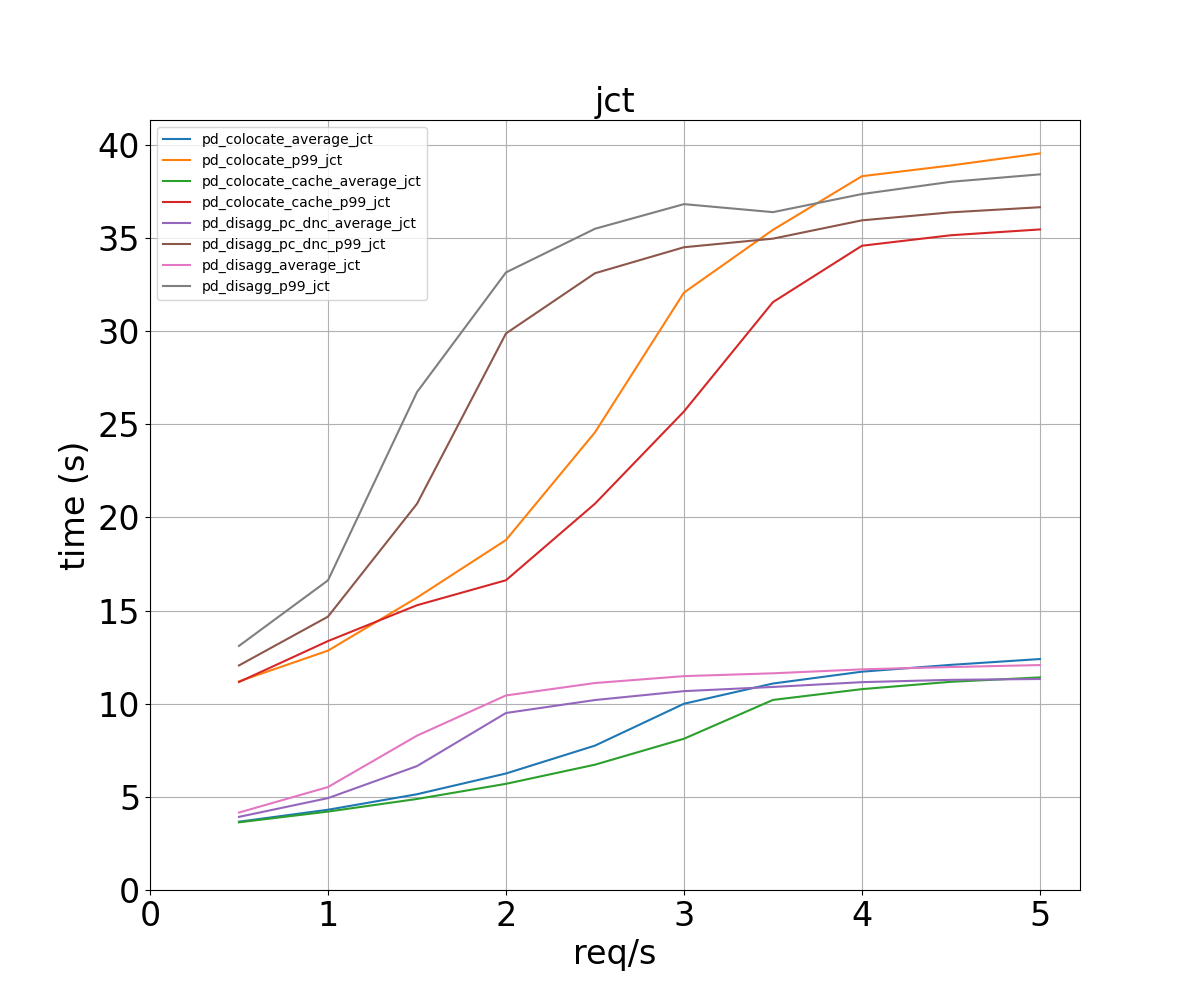 jct
pd_colocate_average_jct
pd_colocate_p99_jct
pd_colocate_cache_average_jct
pd_colocate_cache_p99_jct
pd_disagg_pc_dnc_average_jct
pd_disagg_pc_dnc_p99_jct
pd_disagg_average_jct
pd_disagg_p99_jct
40
35
30
25
20
15
10
5
0
time (s)
0 1 2 3 4 5
req/s